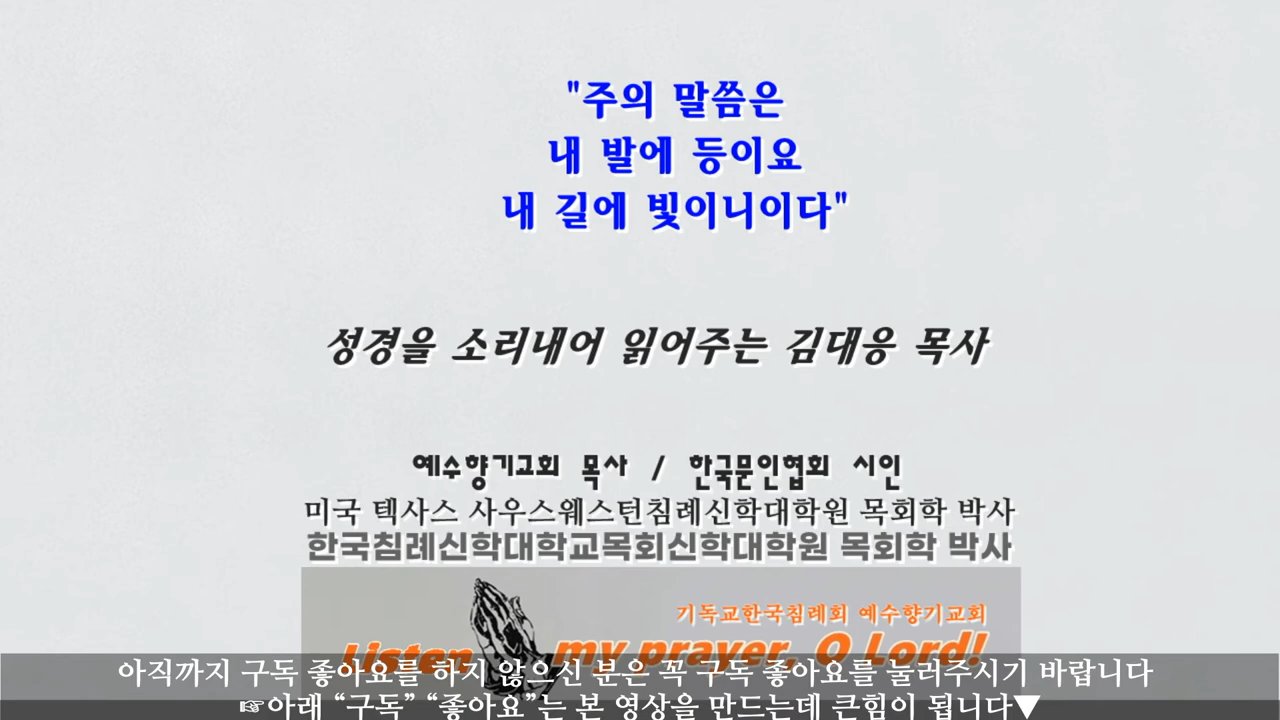 "주의 말씀은
내 발에 등이요
내 길에 빛이니이다"
성경을 소리내어 읽어주는 김대응 목사
예수향기교회 목사 / 한국문인협회 시인
미국 텍사스 사우스웨스턴침례신학대학원 목회학 박사
한국침례신학대학교목회신학대학원 목회학 박사
기독교한국침례회 예수향기교회
Listen my prayer, O Lord!
아직까지 구독 좋아요를 하지 않으신 분은 꼭 구독 좋아요를 눌러주시기 바랍니다
☞아래 “구독” “좋아요”는 본 영상을 만드는데 큰힘이 됩니다▼